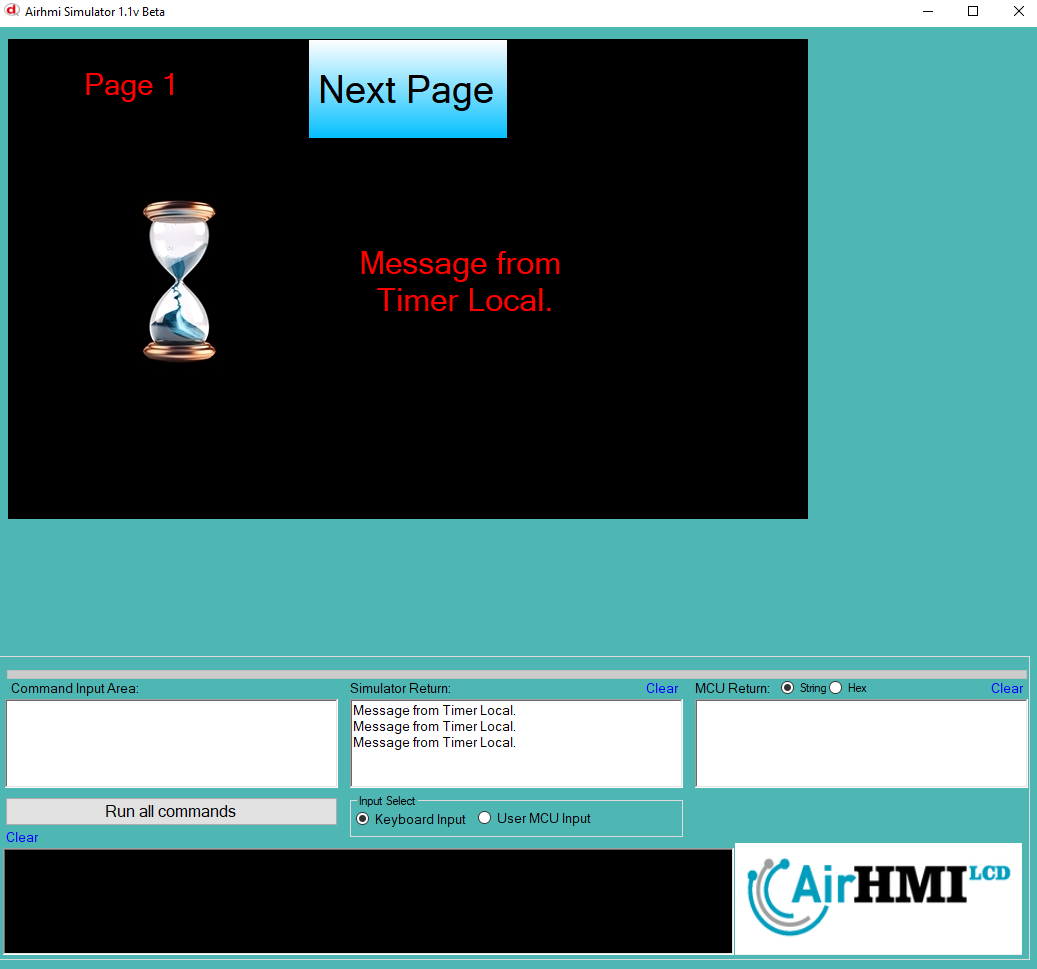 Airhmi Simulator 1.1v Beta
Page 1
Next Page
Message from
Timer Local.
Command Input Area:
Simulator Return:
Clear
MCU Return:
String
Hex
Clear
Message from Timer Local.
Message from Timer Local.
Message from Timer Local.
Run all commands
Input Select
Keyboard Input
User MCU Input
Clear
AirHMI LCD